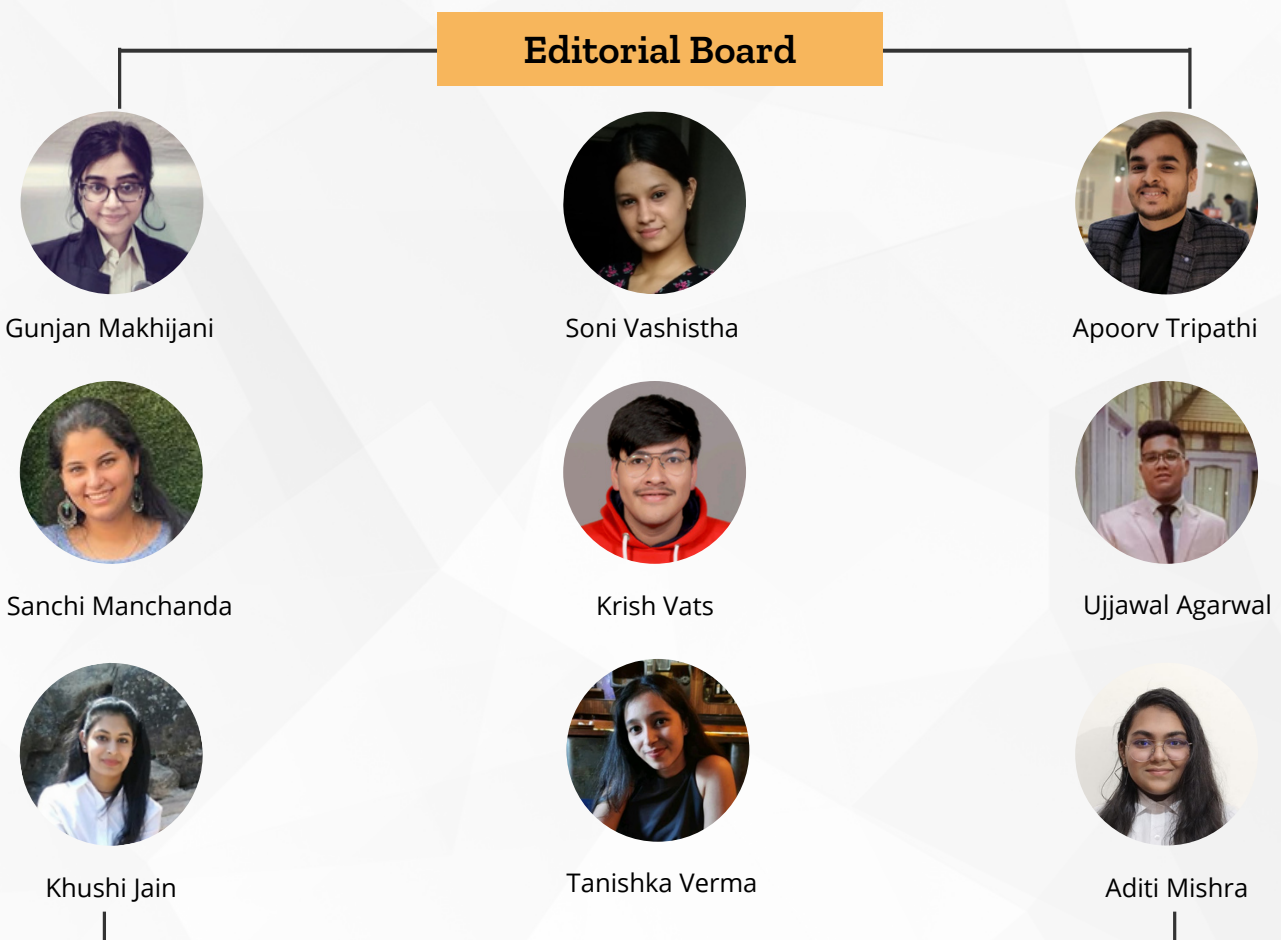 Editorial Board
Gunjan Makhijani
Soni Vashistha
Apoorv Tripathi
Sanchi Manchanda
Krish Vats
Ujjawal Agarwal
Khushi Jain
Tanishka Verma
Aditi Mishra